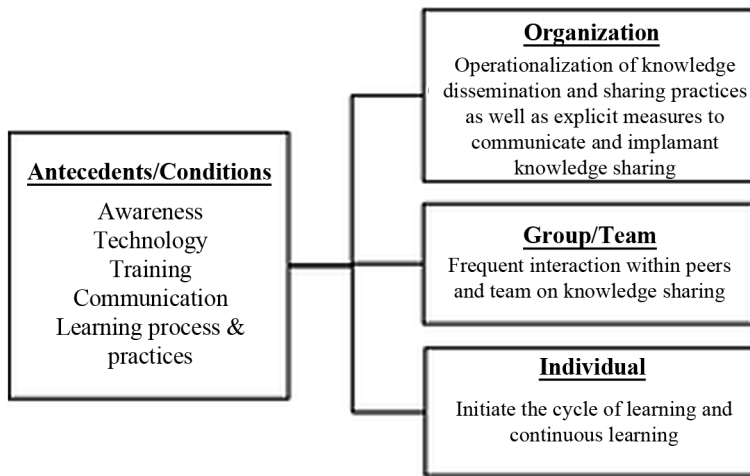 Antecedents/Conditions
Awareness
Technology
Training
Communication
Learning process &
practices
Organization
Operationalization of knowledge
dissemination and sharing practices
as well as explicit measures to
communicate and implamant
knowledge sharing
Group/Team
Frequent interaction within peers
and team on knowledge sharing
Individual
Initiate the cycle of learning and
continuous learning